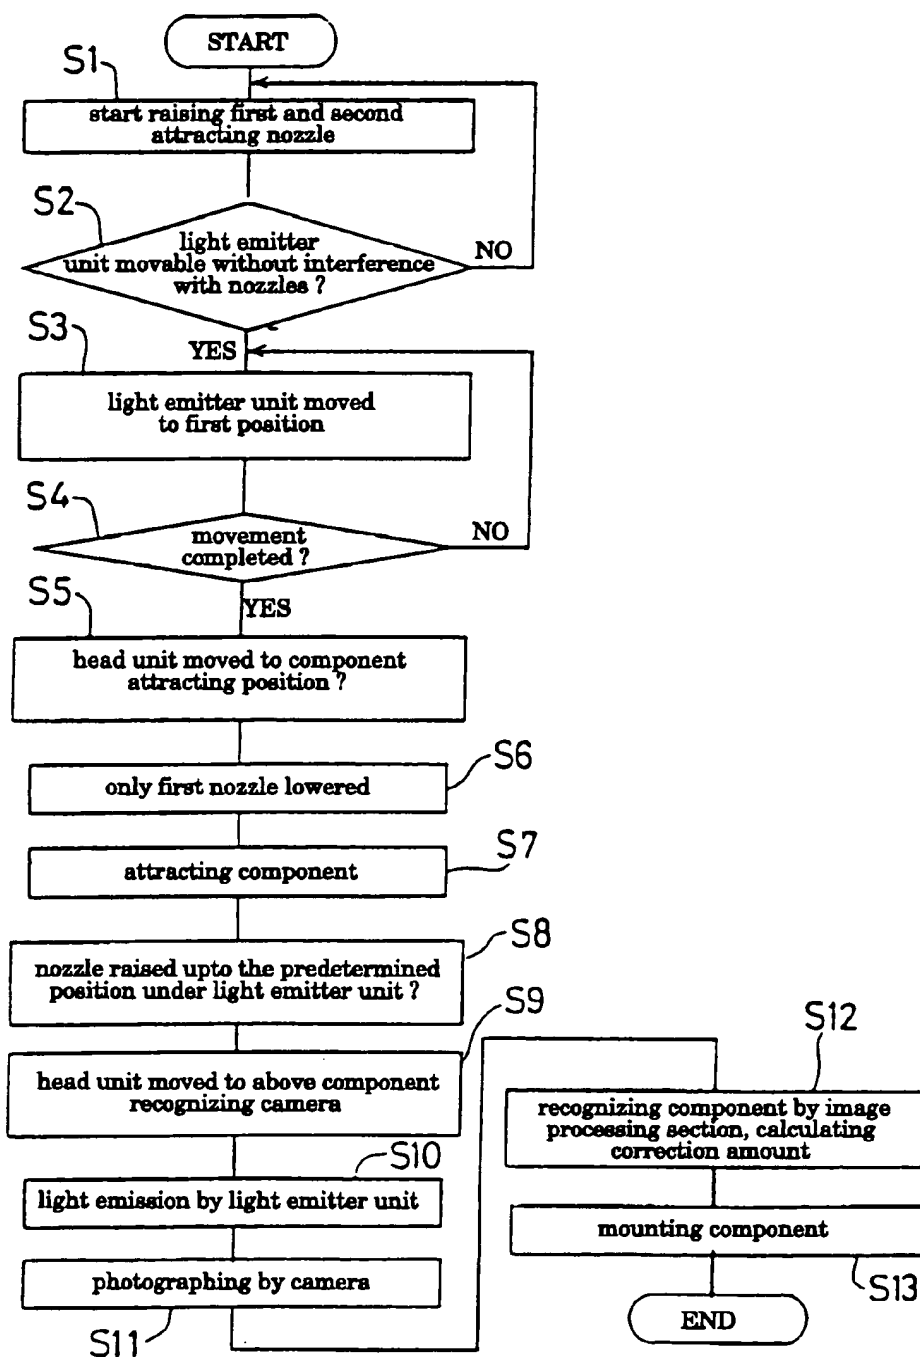 START
S1
start raising first and second
attracting nozzle
S2
light emitter
unit movable without interference
with nozzles ?
NO
YES
S3
light emitter unit moved
to first position
S4
movement
completed ?
NO
YES
S5
head unit moved to component
attracting position ?
S6
only first nozzle lowered
S7
attracting component
S8
nozzle raised upto the predetermined
position under light emitter unit ?
S9
head unit moved to above component
recognizing camera
S10
light emission by light emitter unit
photographing by camera
S11
S12
recognizing component by image
processing section, calculating
correction amount
mounting component
S13
END